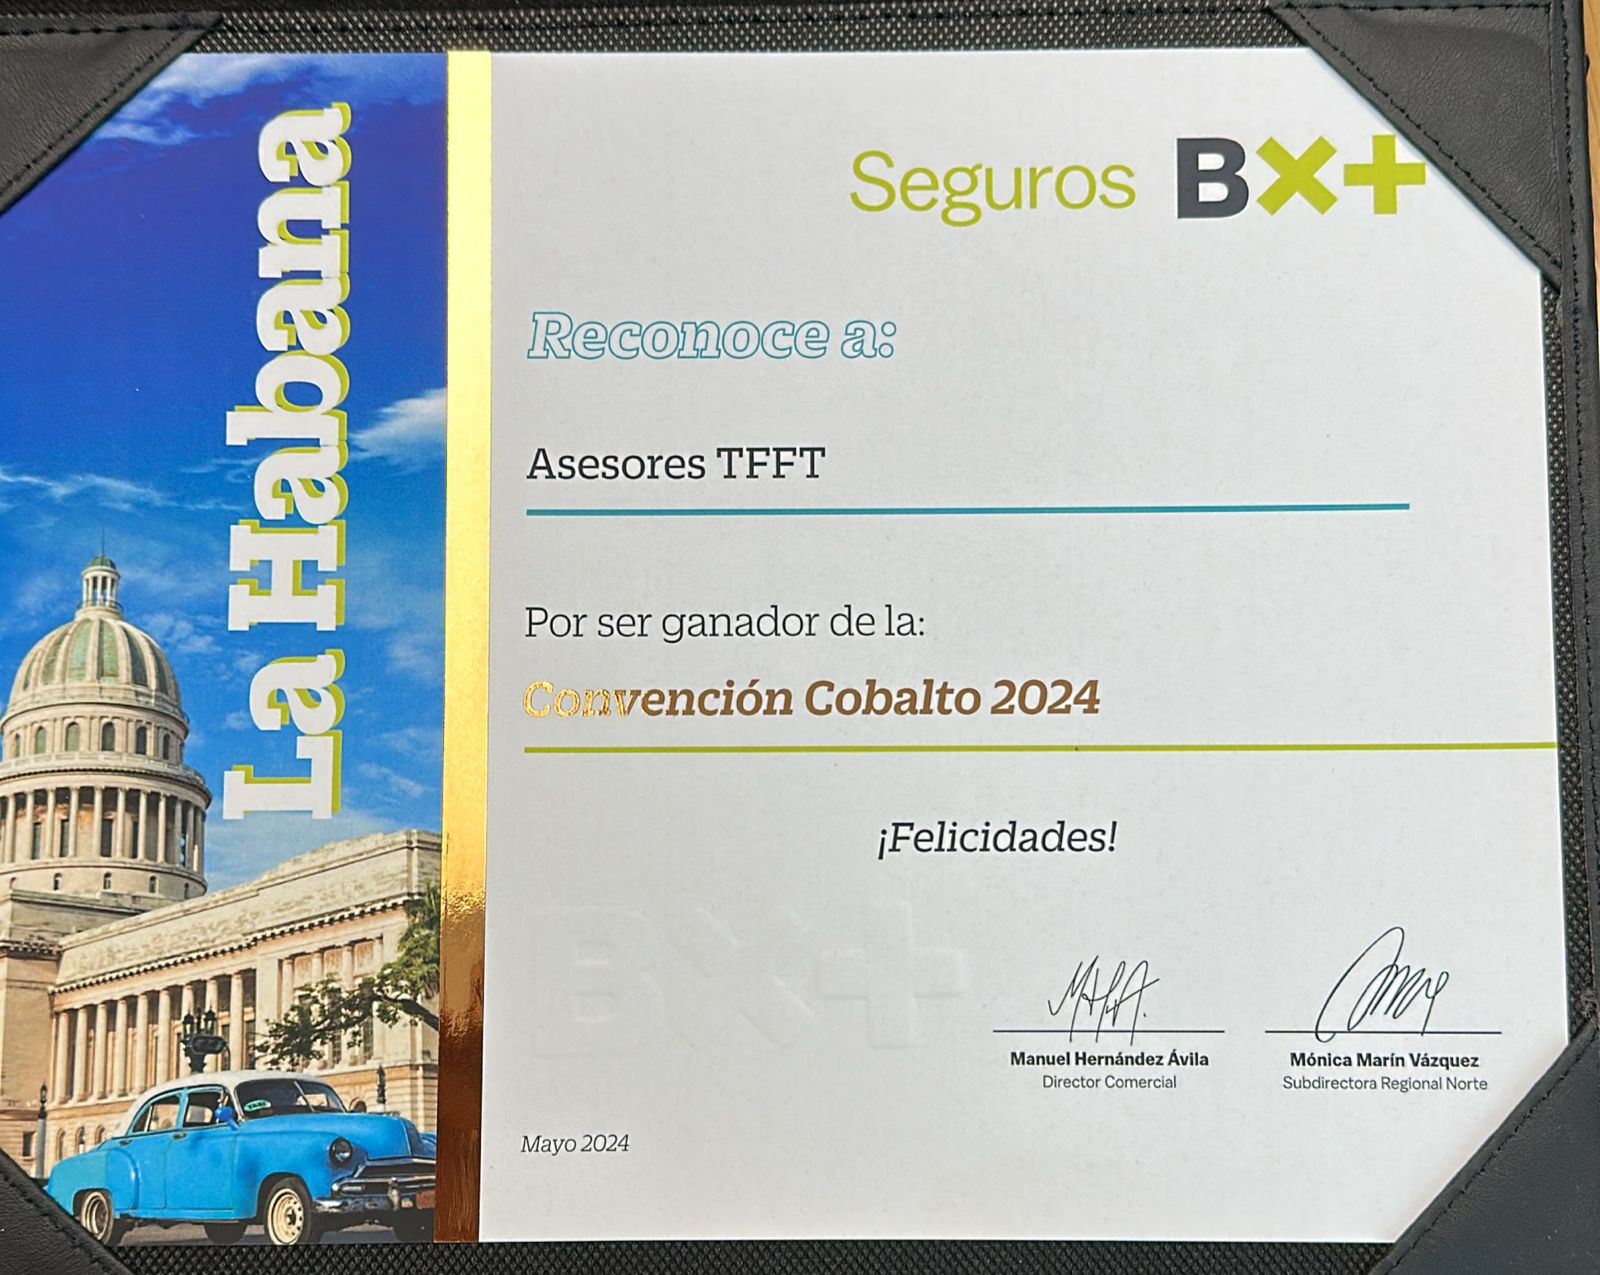 La Habana
Seguros BX+
Reconoce a:
Asesores TFFT
Por ser ganador de la:
Convención Cobalto 2024
¡Felicidades!
BX+
Manuel Hernández Ávila
Director Comercial
Mónica Marín Vázquez
Subdirectora Regional Norte
Mayo 2024